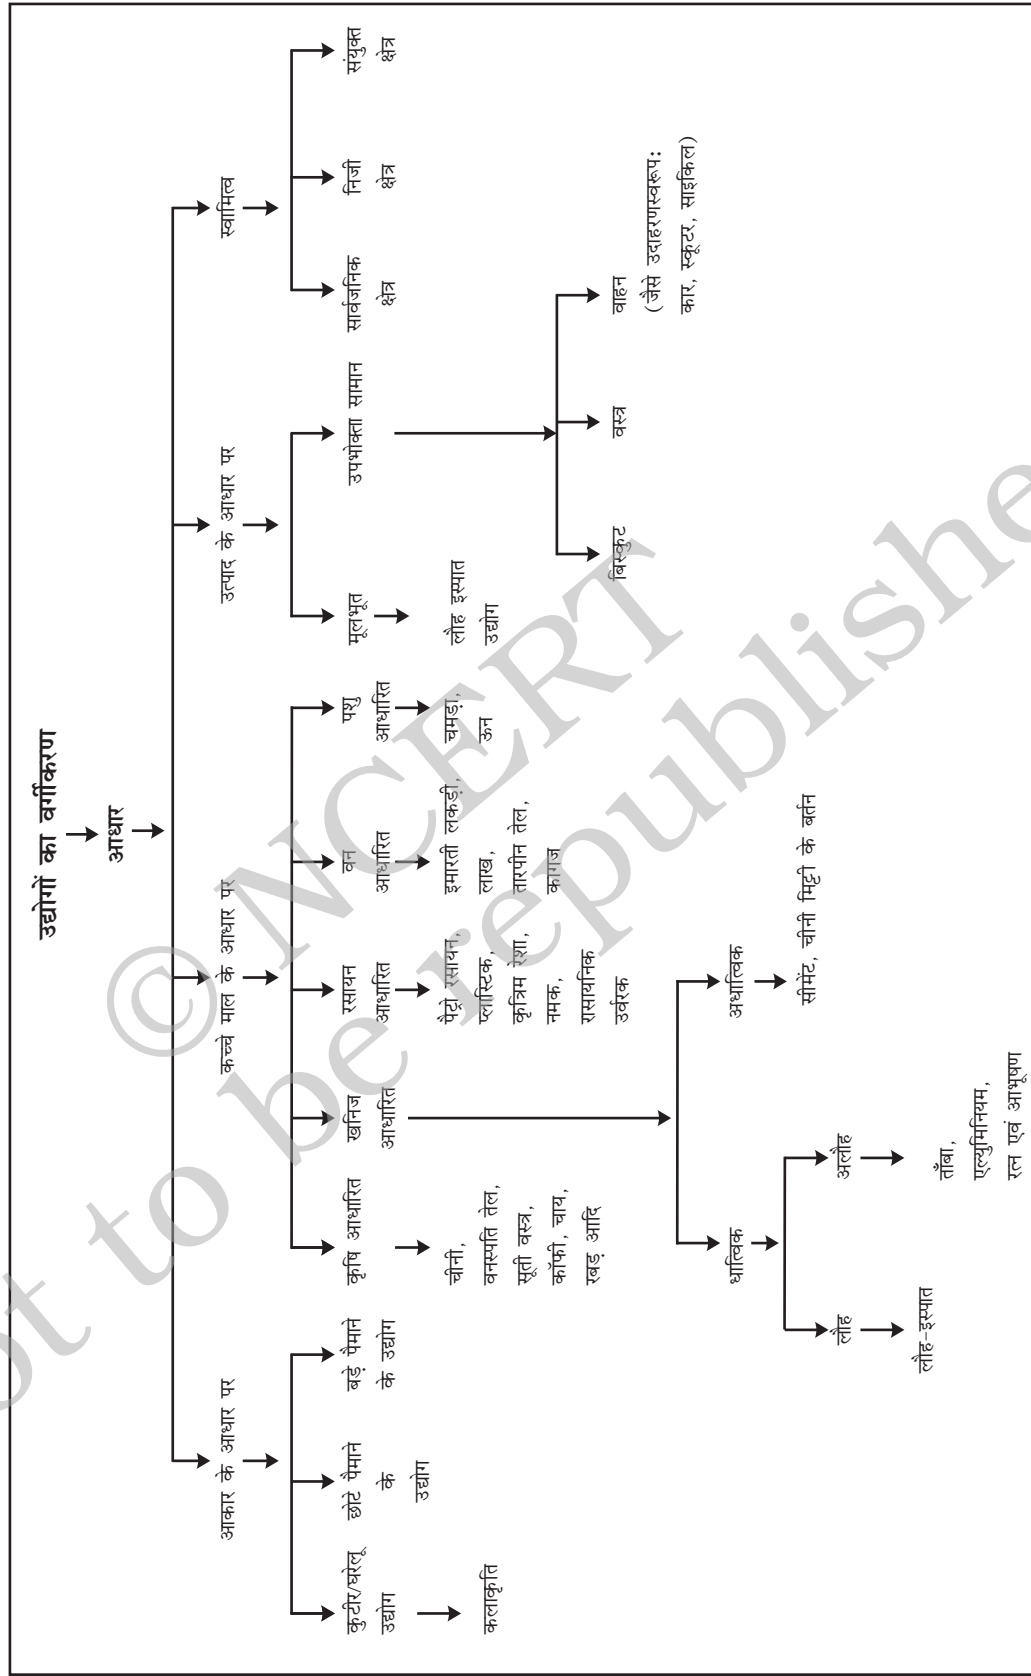 उद्योगों का वर्गीकरण
आधार
आकार के आधार पर
कच्चे माल के आधार पर
उत्पाद के आधार पर
स्वामित्व
कुटीर/घरेलू
उद्योग
कलाकृति
छोटे पैमाने
के
उद्योग
बड़े पैमाने
के उद्योग
कृषि आधारित
चीनी,
वनस्पति तेल,
सूती वस्त्र,
कॉफी, चाय,
रबड़ आदि
खनिज
आधारित
रसायन
आधारित
पैट्रो रसायन,
प्लास्टिक,
कृत्रिम रेशा,
नमक,
रासायनिक
उर्वरक
वन
आधारित
इमारती लकड़ी,
लाख,
तारपीन तेल,
कागज
पशु
आधारित
चमड़ा,
ऊन
मूलभूत
लौह इस्पात
उद्योग
उपभोक्ता सामान
बिस्कुट
वस्त्र
वाहन
(जैसे उदाहरणस्वरूप:
कार, स्कूटर, साइकिल)
सार्वजनिक
क्षेत्र
निजी
क्षेत्र
संयुक्त
क्षेत्र
धात्विक
अधात्विक
सीमेंट, चीनी मिट्टी के बर्तन
लौह
लौह-इस्पात
अलौह
ताँबा,
एल्युमिनियम,
रत्न एवं आभूषण
© NCERT
not to be republished